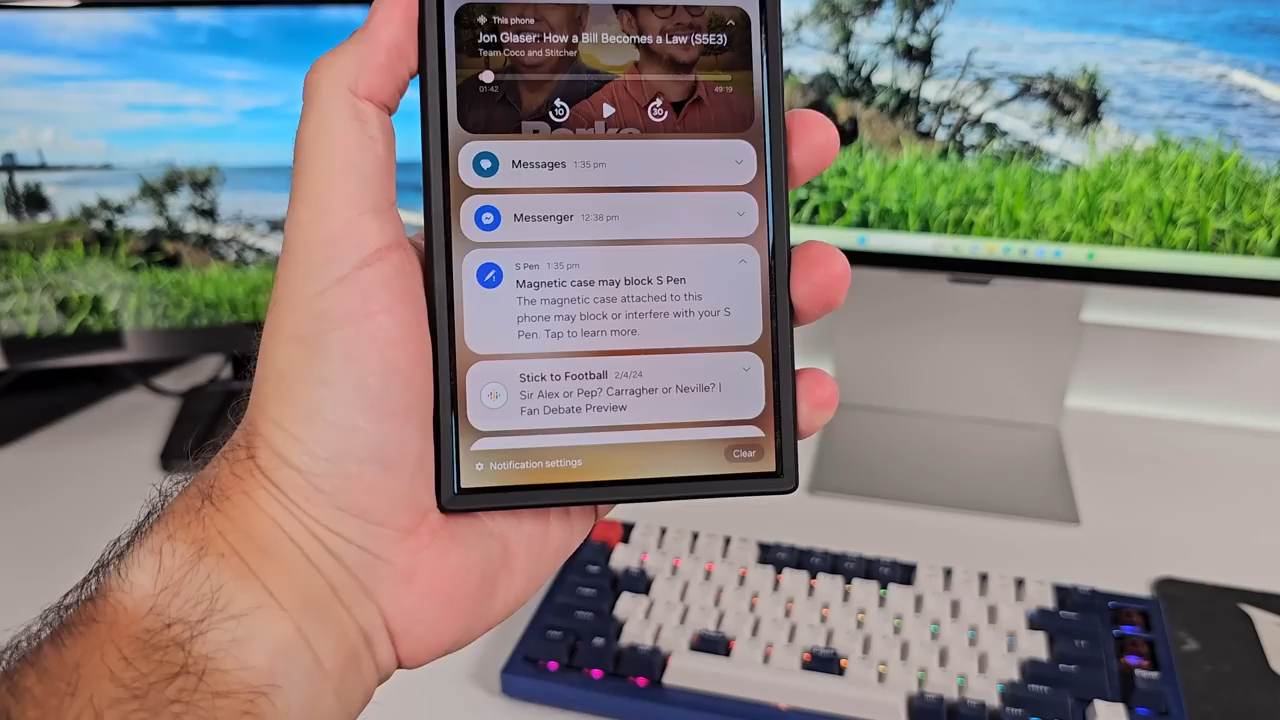 This phone
Jon Glaser: How a Bill Becomes a Law (S5E3)
Team Coco and Stitcher
01:42
49:19
10
30
Parks
Messages 1:35 pm
Messenger 12:38 pm
S Pen 1:35 pm
Magnetic case may block S Pen
The magnetic case attached to this
phone may block or interfere with your S
Pen. Tap to learn more.
Stick to Football 2/4/24
Sir Alex or Pep? Carragher or Neville? |
Fan Debate Preview
Notification settings
Clear